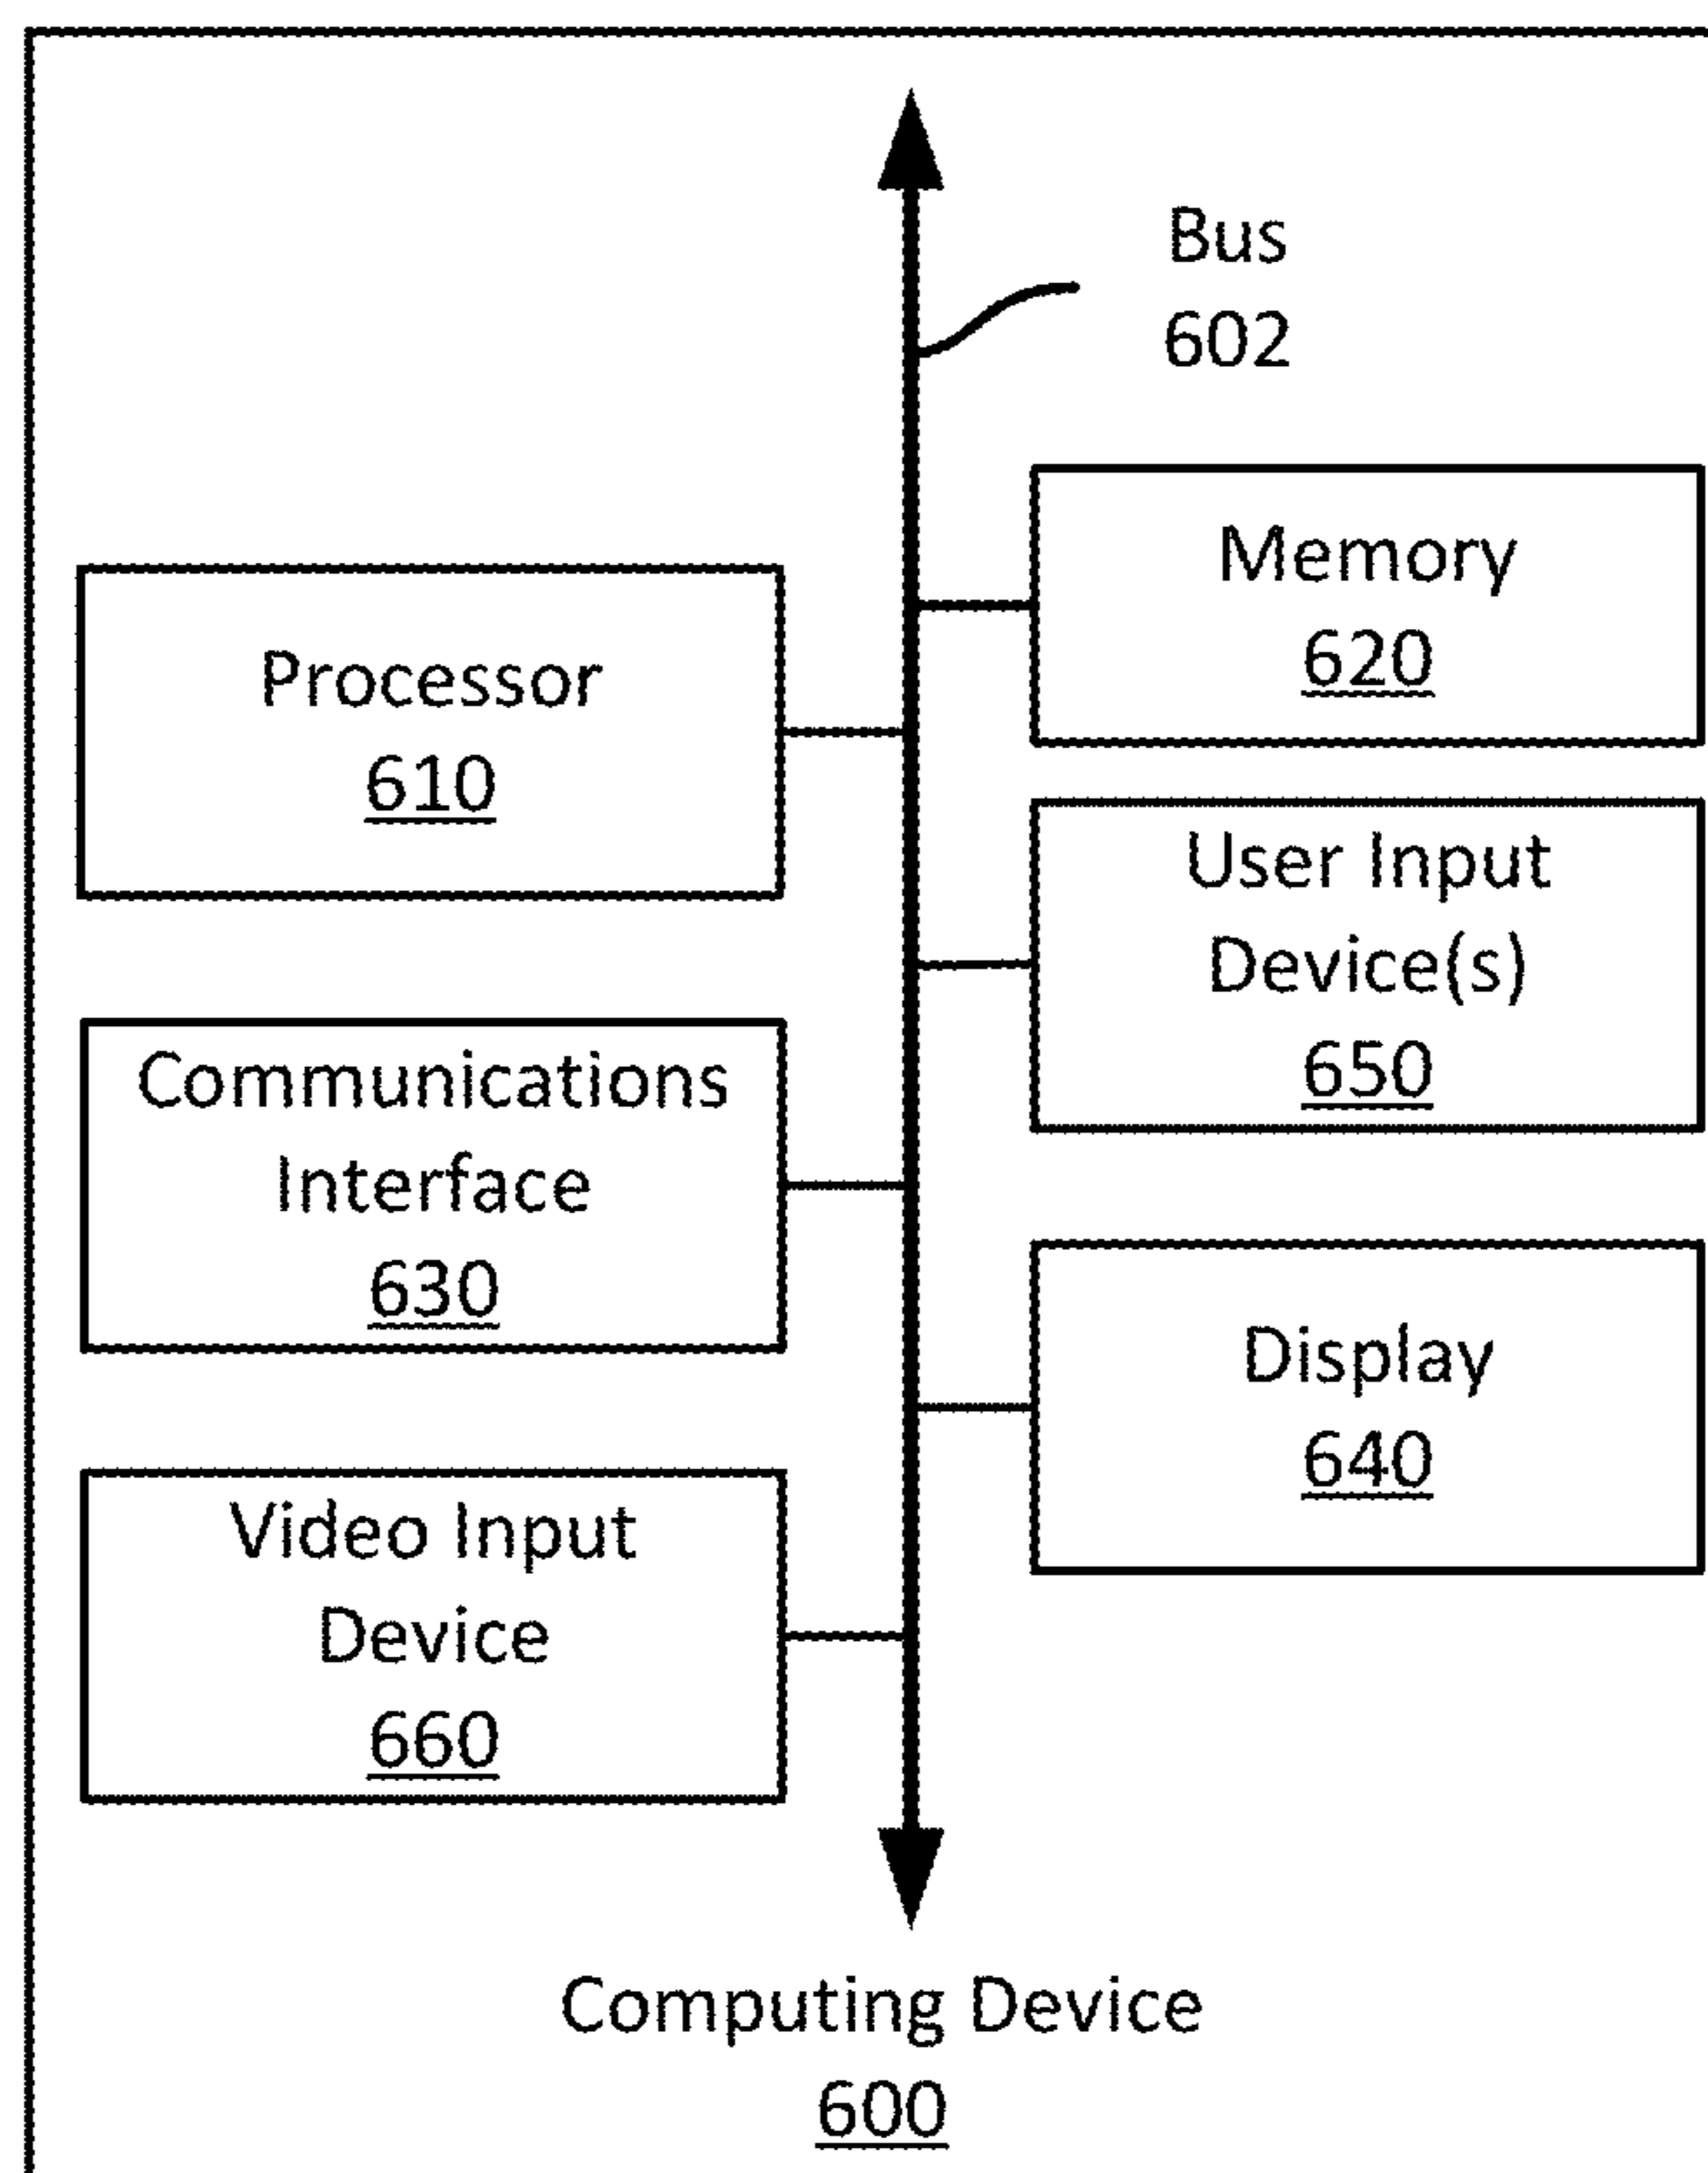 Bus
602
Memory
620
Processor
610
User Input
Device(s)
650
Communications
Interface
630
Display
640
Video Input
Device
660
Computing Device
600